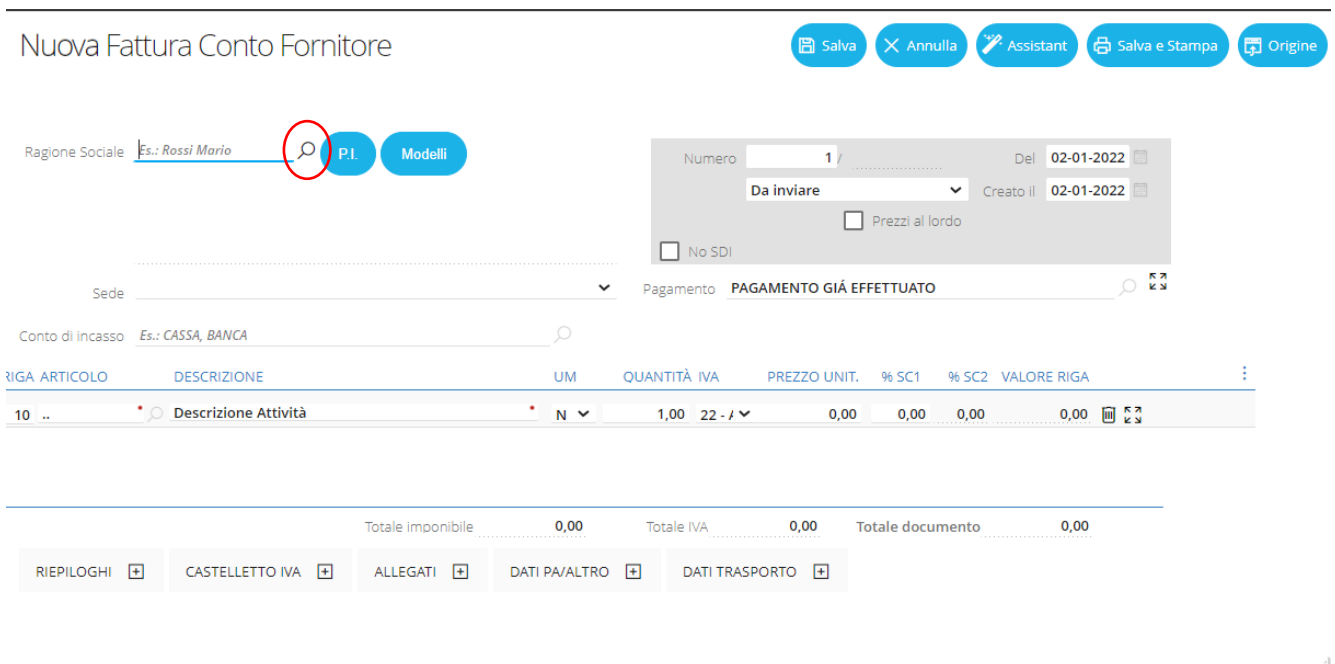 Nuova Fattura Conto Fornitore
Salva
Annulla
Assistant
Salva e Stampa
Origine
Ragione Sociale Es.: Rossi Mario P.I. Modelli
Numero 1 / Del 02-01-2022
Da inviare Creato il 02-01-2022
Prezzi al lordo
No SDI
Sede
Pagamento PAGAMENTO GIÁ EFFETTUATO
Conto di incasso Es.: CASSA, BANCA
RIGA ARTICOLO DESCRIZIONE UM QUANTITÀ IVA PREZZO UNIT. % SC1 % SC2 VALORE RIGA
10 .. * Descrizione Attività * N 1,00 22 - 0,00 0,00 0,00 0,00
Totale imponibile 0,00 Totale IVA 0,00 Totale documento 0,00
RIEPILOGHI CASTELLETTO IVA ALLEGATI DATI PA/ALTRO DATI TRASPORTO